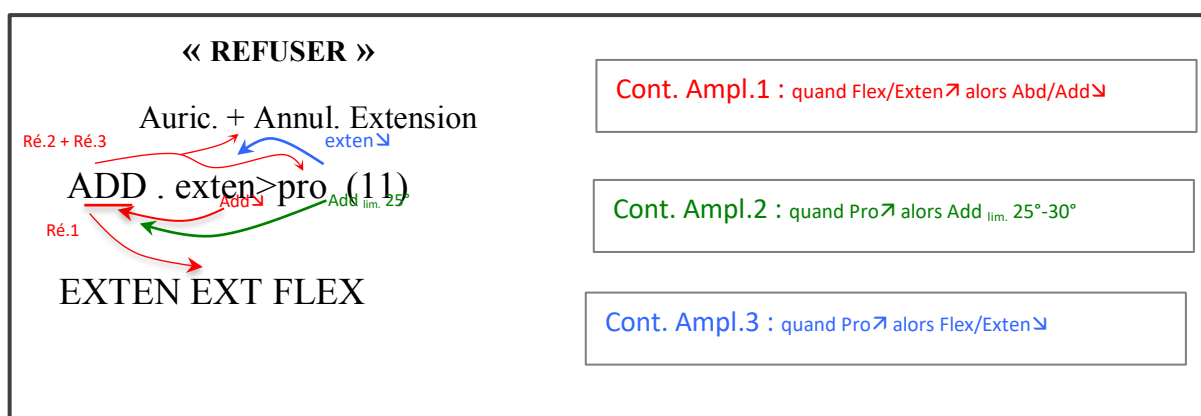 « REFUSER »
Auric. + Annul. Extension
Ré.2 + Ré.3
exten↘
ADD . exten>pro (11)
Add↘
Add lim. 25°
Ré.1
EXTEN EXT FLEX
Cont. Ampl.1 : quand Flex/Exten↗ alors Abd/Add↘
Cont. Ampl.2 : quand Pro↗ alors Add lim. 25°-30°
Cont. Ampl.3 : quand Pro↗ alors Flex/Exten↘